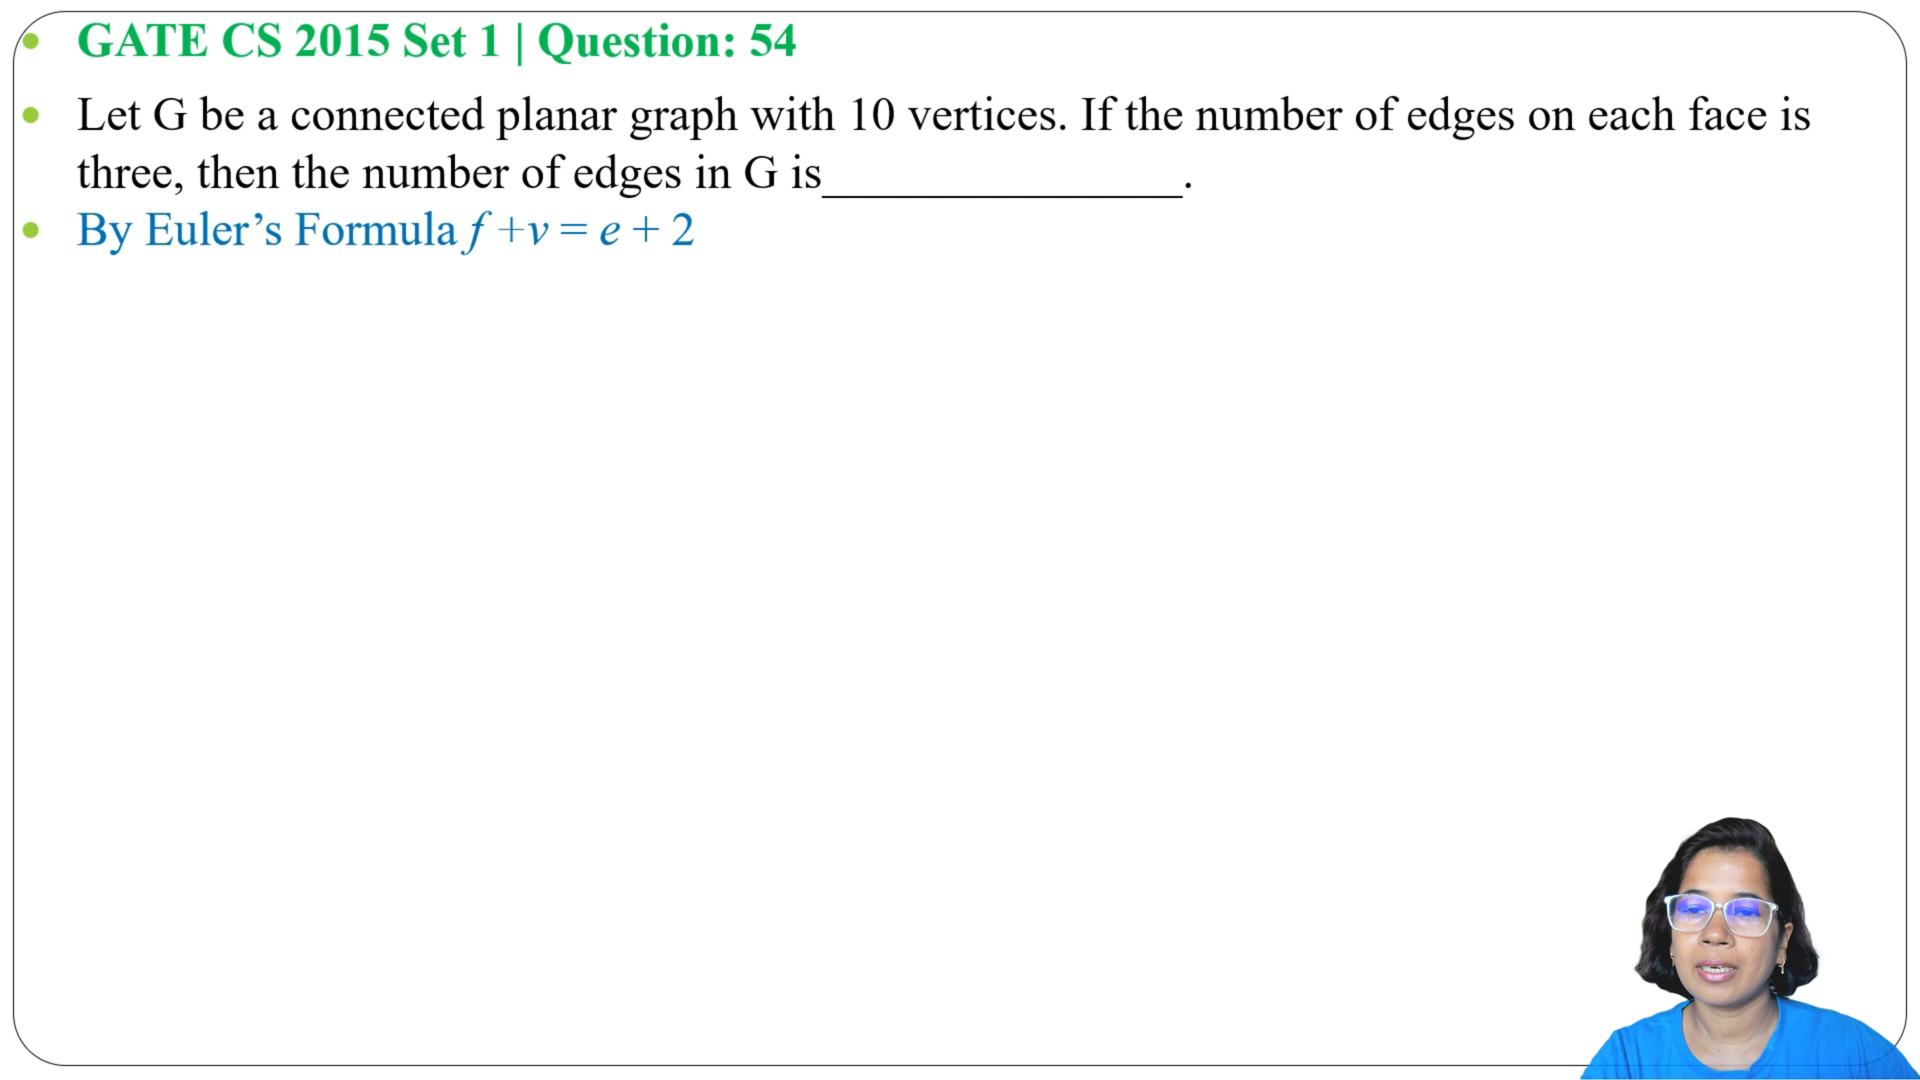 GATE CS 2015 Set 1 | Question: 54
Let G be a connected planar graph with 10 vertices. If the number of edges on each face is
three, then the number of edges in G is_______________.
By Euler’s Formula f +v = e + 2